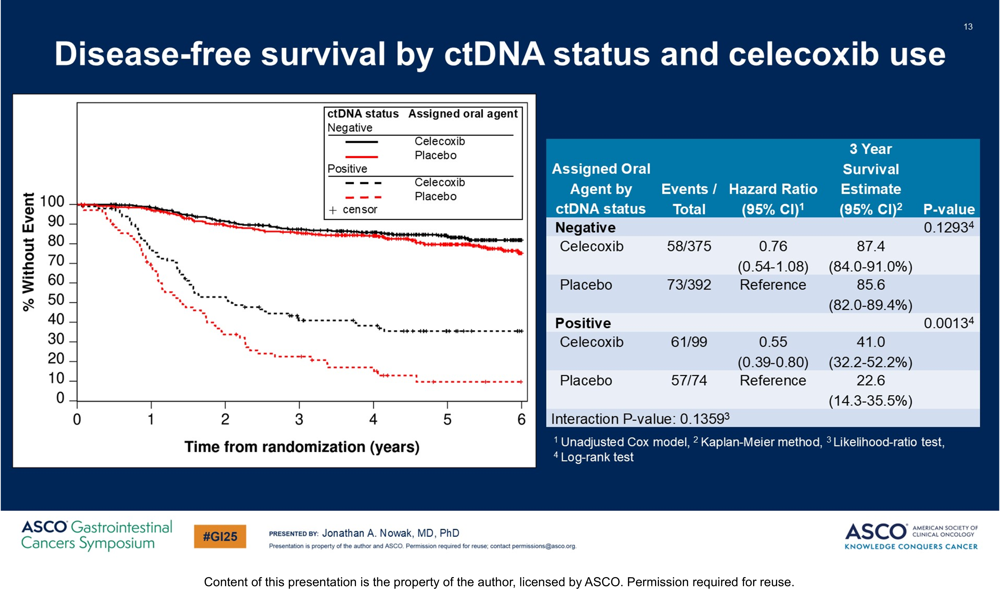 13
Disease-free survival by ctDNA status and celecoxib use
ctDNA status Assigned oral agent
Negative
Celecoxib
Placebo
Positive
Celecoxib
Placebo
+ censor
% Without Event
100
90
80
70
60
50
40
30
20
10
0
0 1 2 3 4 5 6
Time from randomization (years)
3 Year
Assigned Oral Survival
Agent by Events / Hazard Ratio Estimate
ctDNA status Total (95% CI)¹ (95% CI)² P-value
Negative 0.1293⁴
Celecoxib 58/375 0.76 87.4
(0.54-1.08) (84.0-91.0%)
Placebo 73/392 Reference 85.6
(82.0-89.4%)
Positive 0.0013⁴
Celecoxib 61/99 0.55 41.0
(0.39-0.80) (32.2-52.2%)
Placebo 57/74 Reference 22.6
(14.3-35.5%)
Interaction P-value: 0.1359³
¹ Unadjusted Cox model, ² Kaplan-Meier method, ³ Likelihood-ratio test,
⁴ Log-rank test
ASCO® Gastrointestinal
Cancers Symposium
#GI25
PRESENTED BY: Jonathan A. Nowak, MD, PhD
Presentation is property of the author and ASCO. Permission required for reuse; contact permissions@asco.org.
ASCO® AMERICAN SOCIETY OF
CLINICAL ONCOLOGY
KNOWLEDGE CONQUERS CANCER
Content of this presentation is the property of the author, licensed by ASCO. Permission required for reuse.